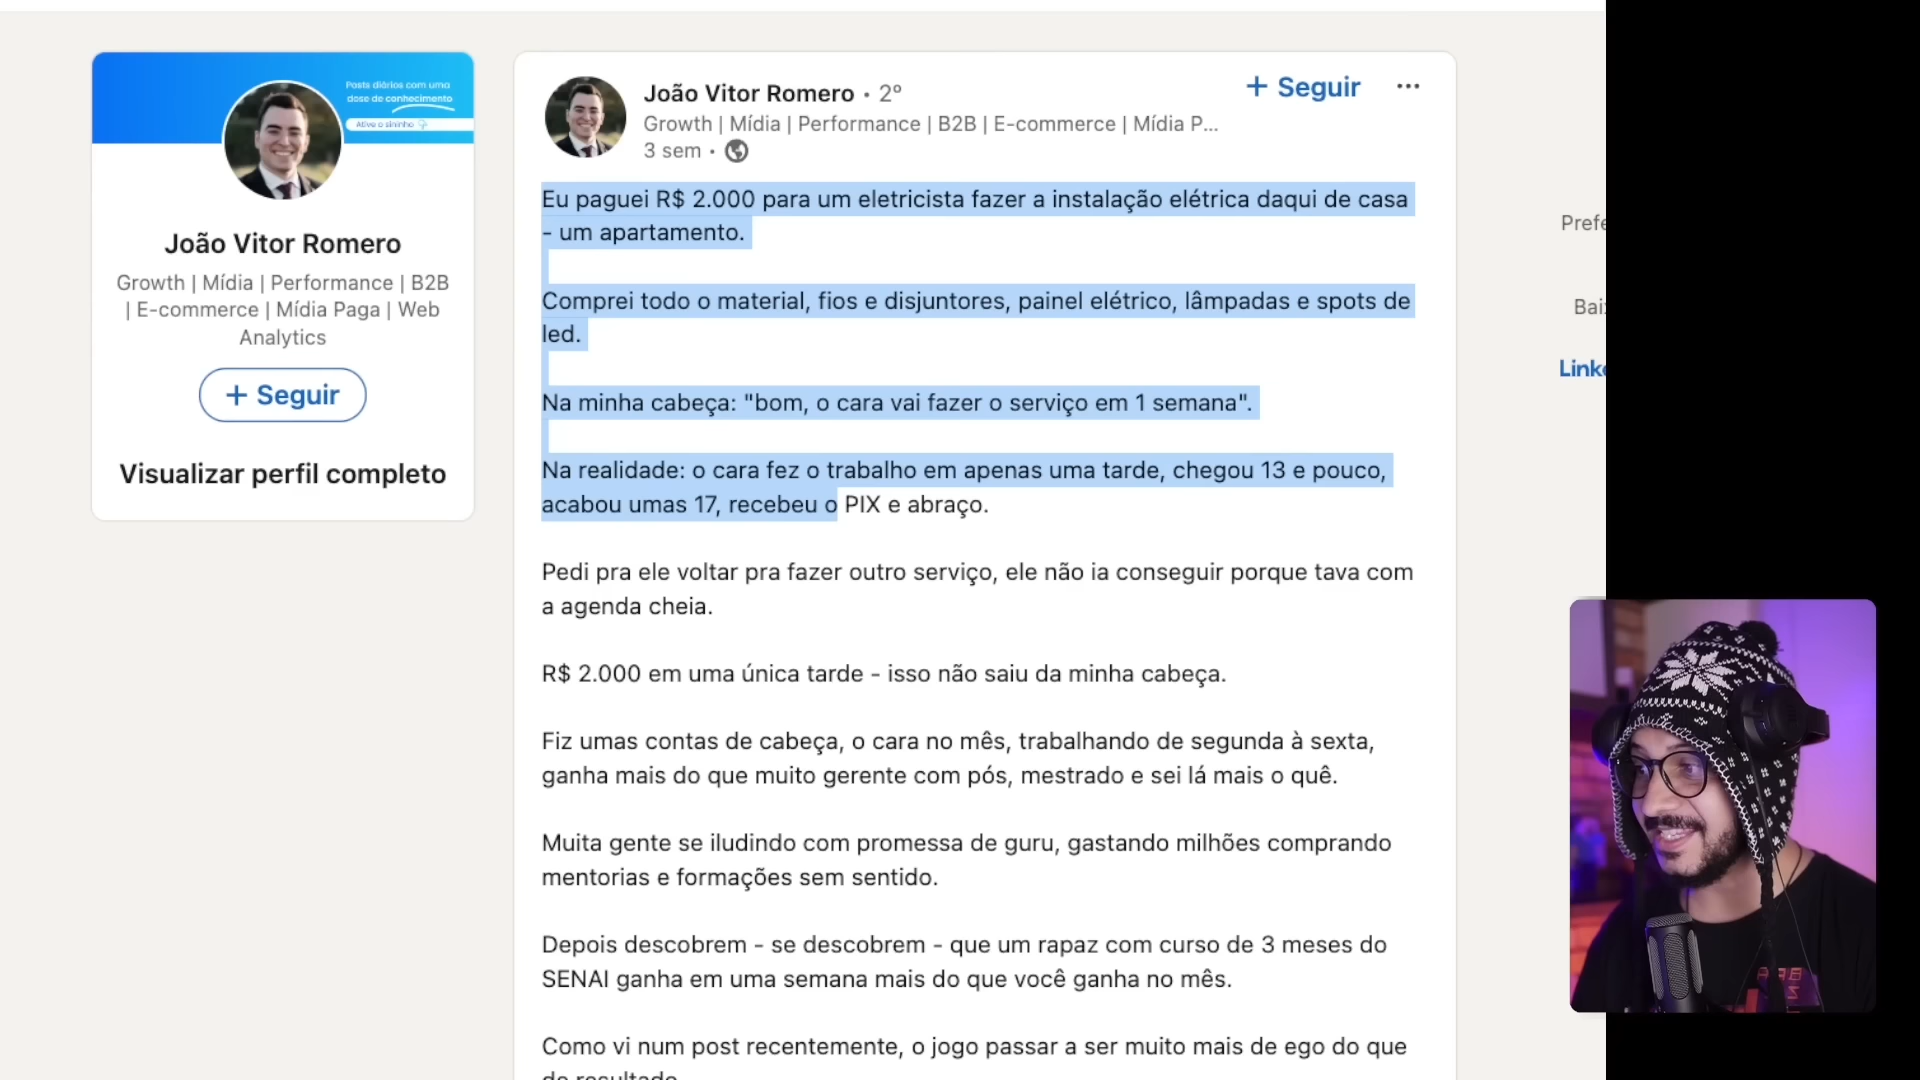 Posts diários com uma
dose de conhecimento
Ative o sininho
João Vitor Romero
Growth | Mídia | Performance | B2B
| E-commerce | Mídia Paga | Web
Analytics
+ Seguir
Visualizar perfil completo
João Vitor Romero • 2º
Growth | Mídia | Performance | B2B | E-commerce | Mídia P...
3 sem •
+ Seguir
Eu paguei R$ 2.000 para um eletricista fazer a instalação elétrica daqui de casa
- um apartamento.
Comprei todo o material, fios e disjuntores, painel elétrico, lâmpadas e spots de
led.
Na minha cabeça: "bom, o cara vai fazer o serviço em 1 semana".
Na realidade: o cara fez o trabalho em apenas uma tarde, chegou 13 e pouco,
acabou umas 17, recebeu o PIX e abraço.
Pedi pra ele voltar pra fazer outro serviço, ele não ia conseguir porque tava com
a agenda cheia.
R$ 2.000 em uma única tarde - isso não saiu da minha cabeça.
Fiz umas contas de cabeça, o cara no mês, trabalhando de segunda à sexta,
ganha mais do que muito gerente com pós, mestrado e sei lá mais o quê.
Muita gente se iludindo com promessa de guru, gastando milhões comprando
mentorias e formações sem sentido.
Depois descobrem - se descobrem - que um rapaz com curso de 3 meses do
SENAI ganha em uma semana mais do que você ganha no mês.
Como vi num post recentemente, o jogo passar a ser muito mais de ego do que
de resultado
Prefe
Bai
Linke